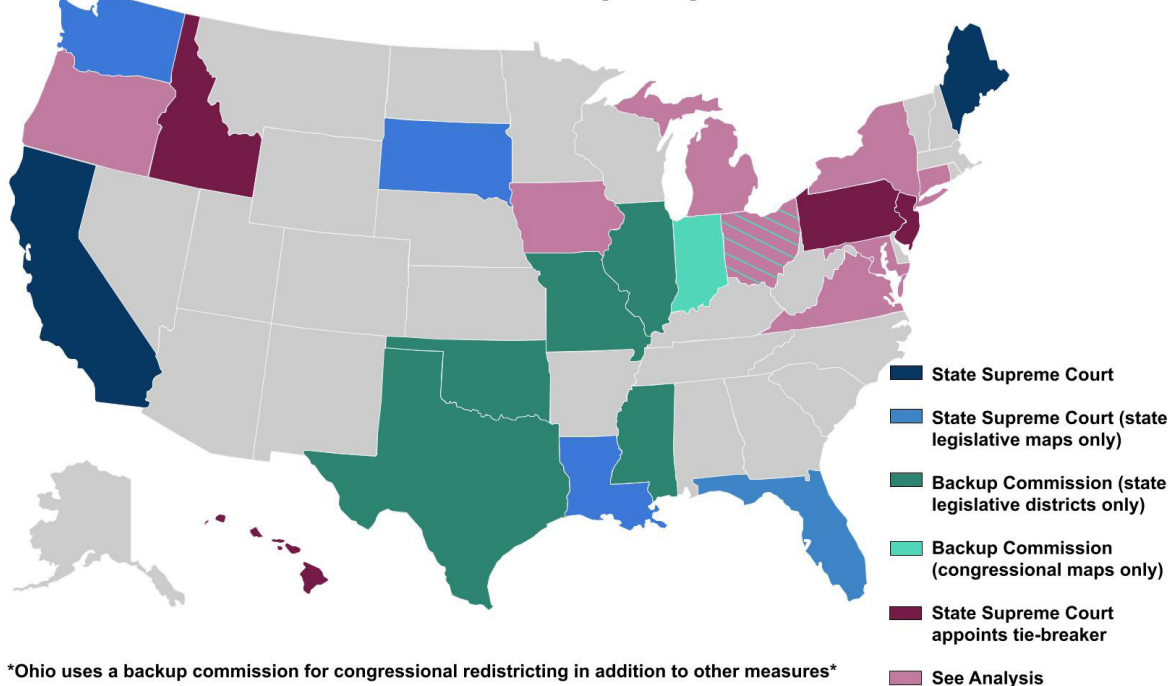 State Supreme Court
State Supreme Court (state
legislative maps only)
Backup Commission (state
legislative districts only)
Backup Commission
(congressional maps only)
State Supreme Court
appoints tie-breaker
See Analysis
*Ohio uses a backup commission for congressional redistricting in addition to other measures*